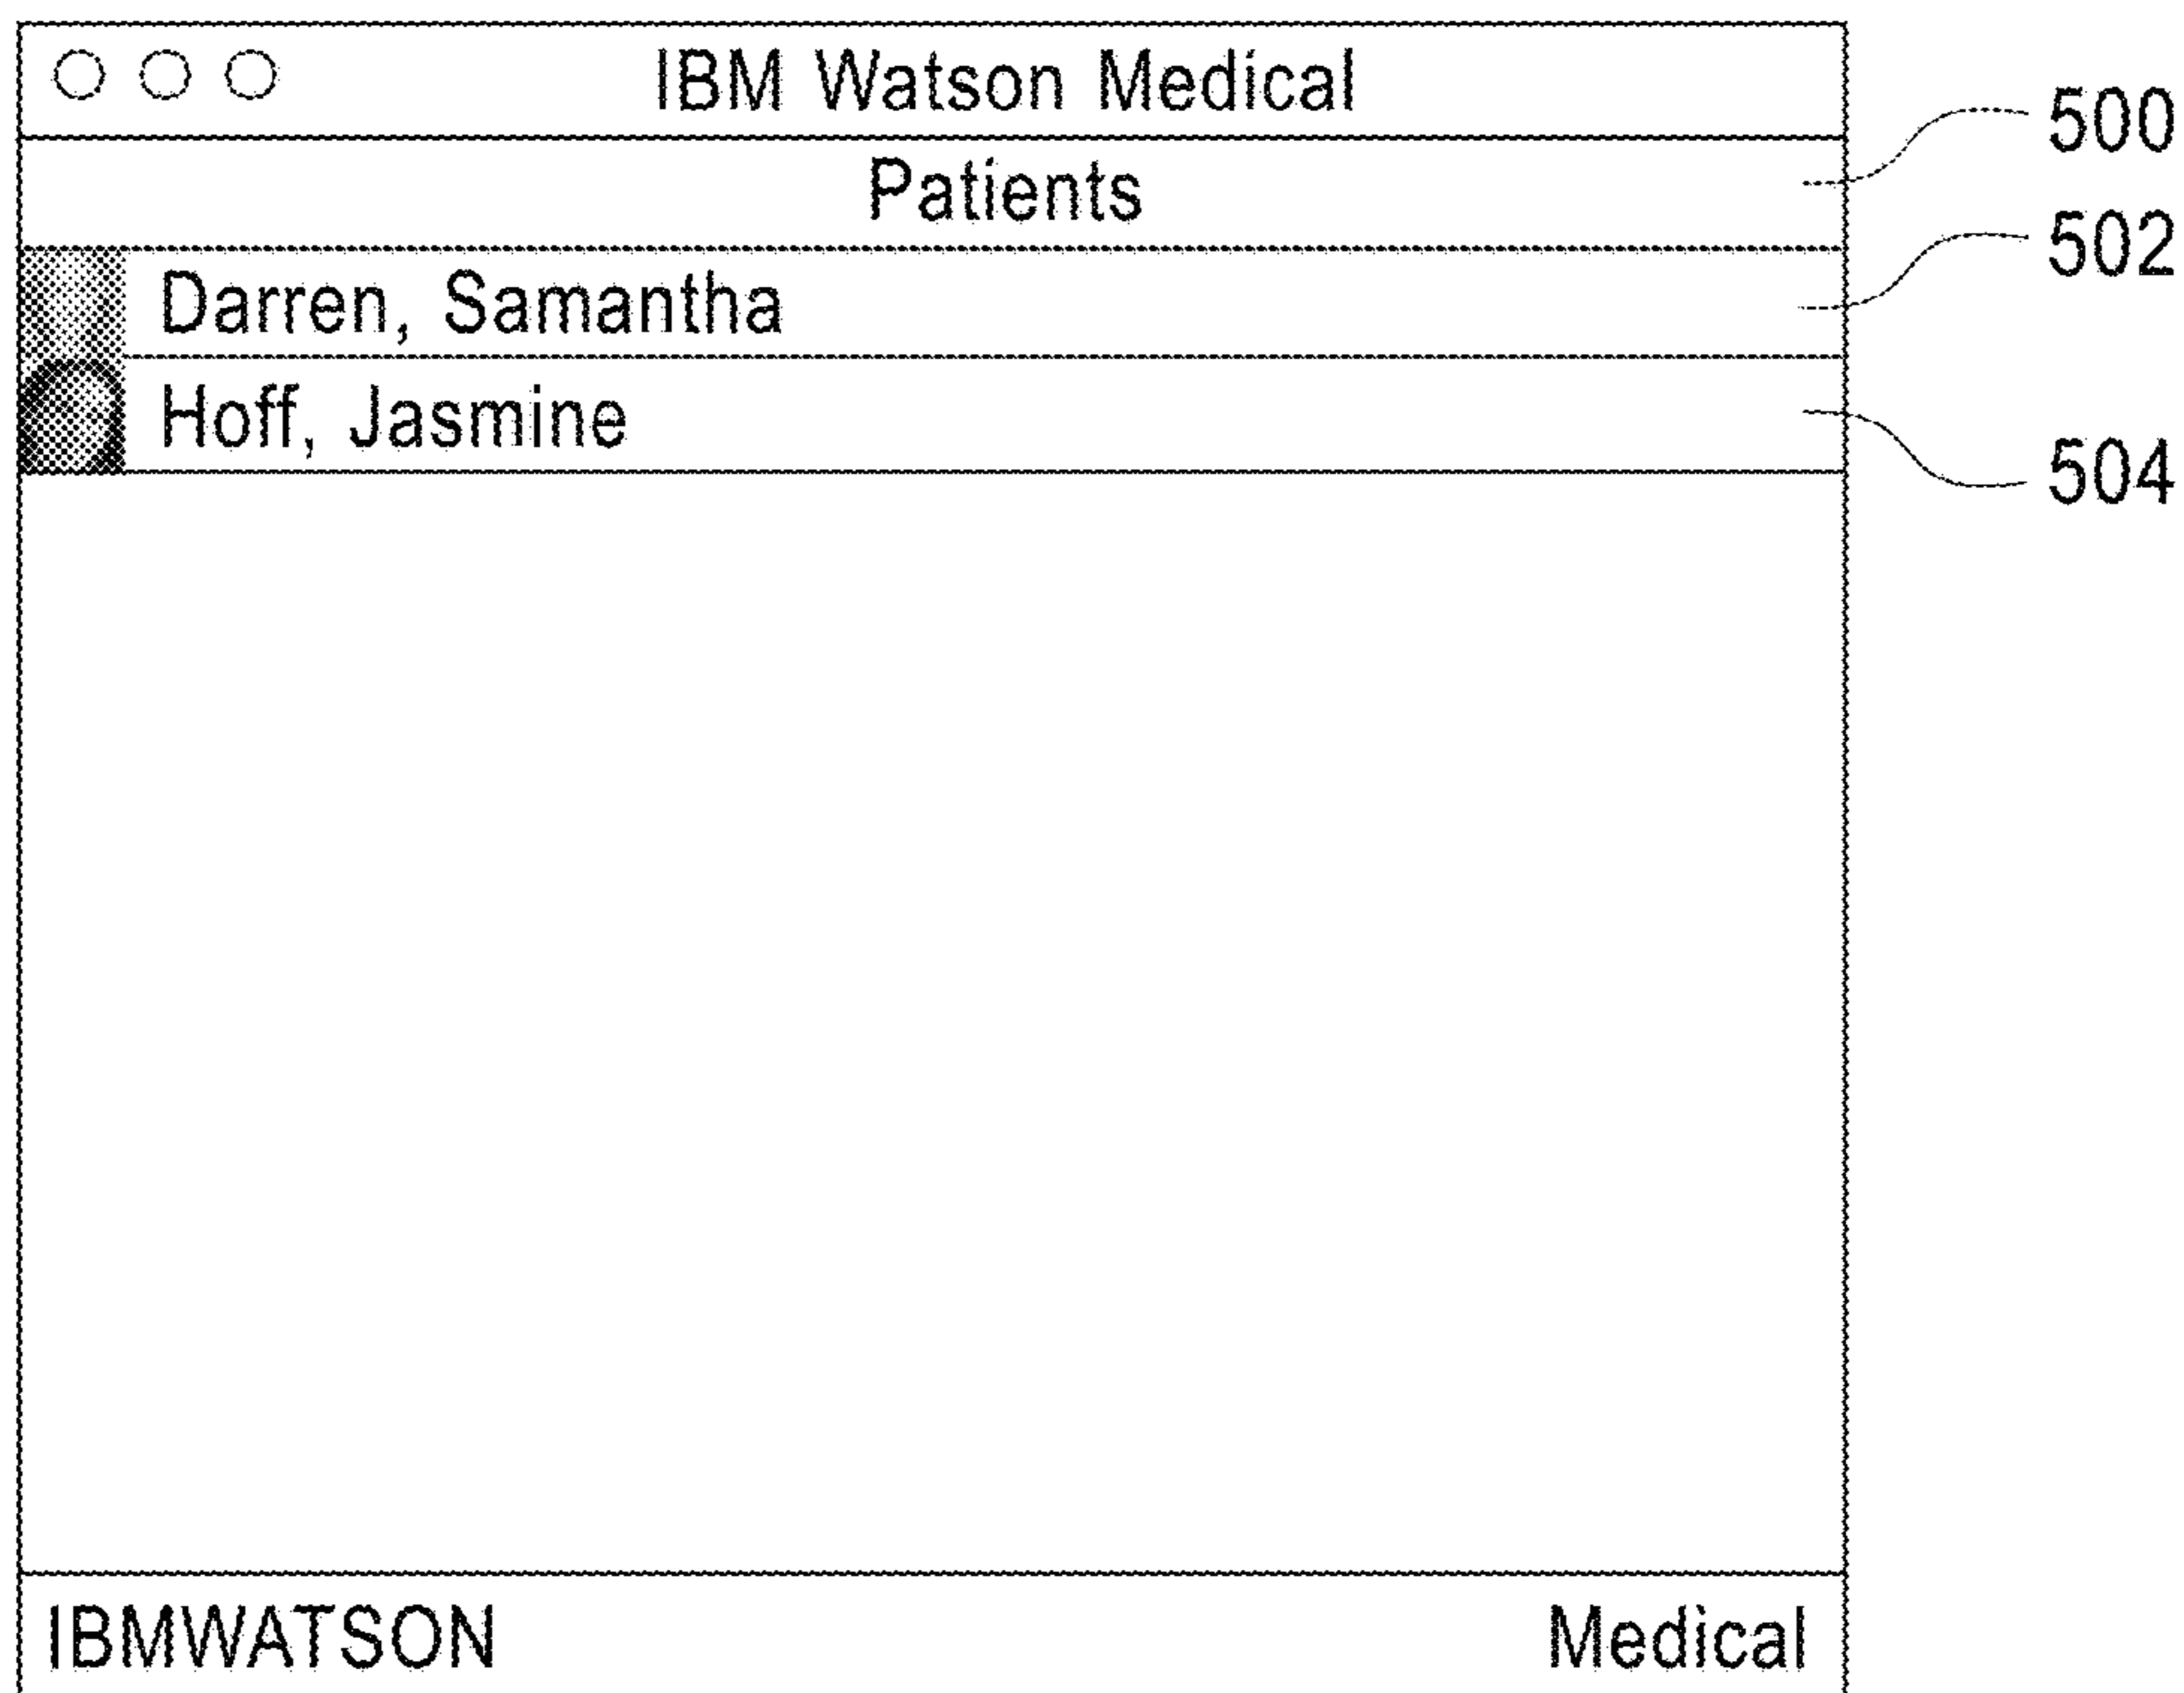 IBM Watson Medical
Patients
500
Darren, Samantha
502
Hoff, Jasmine
504
IBMWATSON Medical